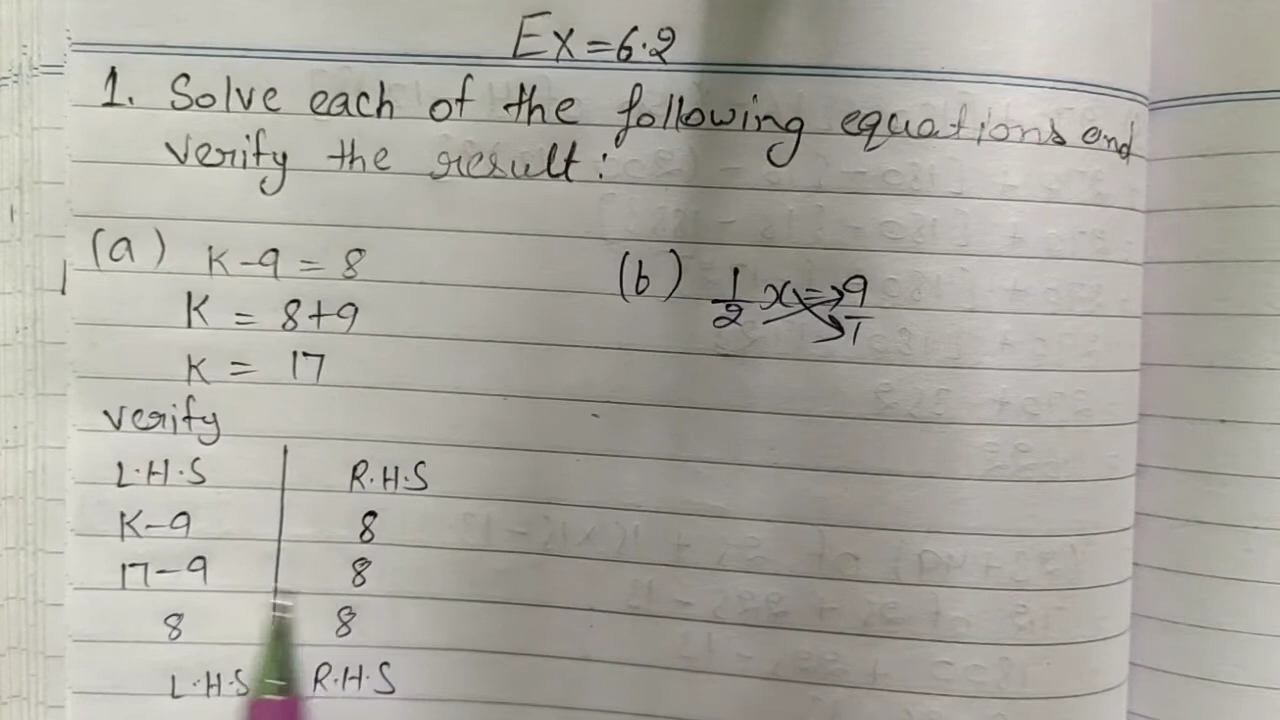 Ex=6.2
1. Solve each of the following equations and
verify the result:
(a) K-9=8
K = 8+9
K = 17
verify
L.H.S R.H.S
K-9 8
17-9 8
8 8
L.H.S = R.H.S
(b) 1/2 x = 9/1